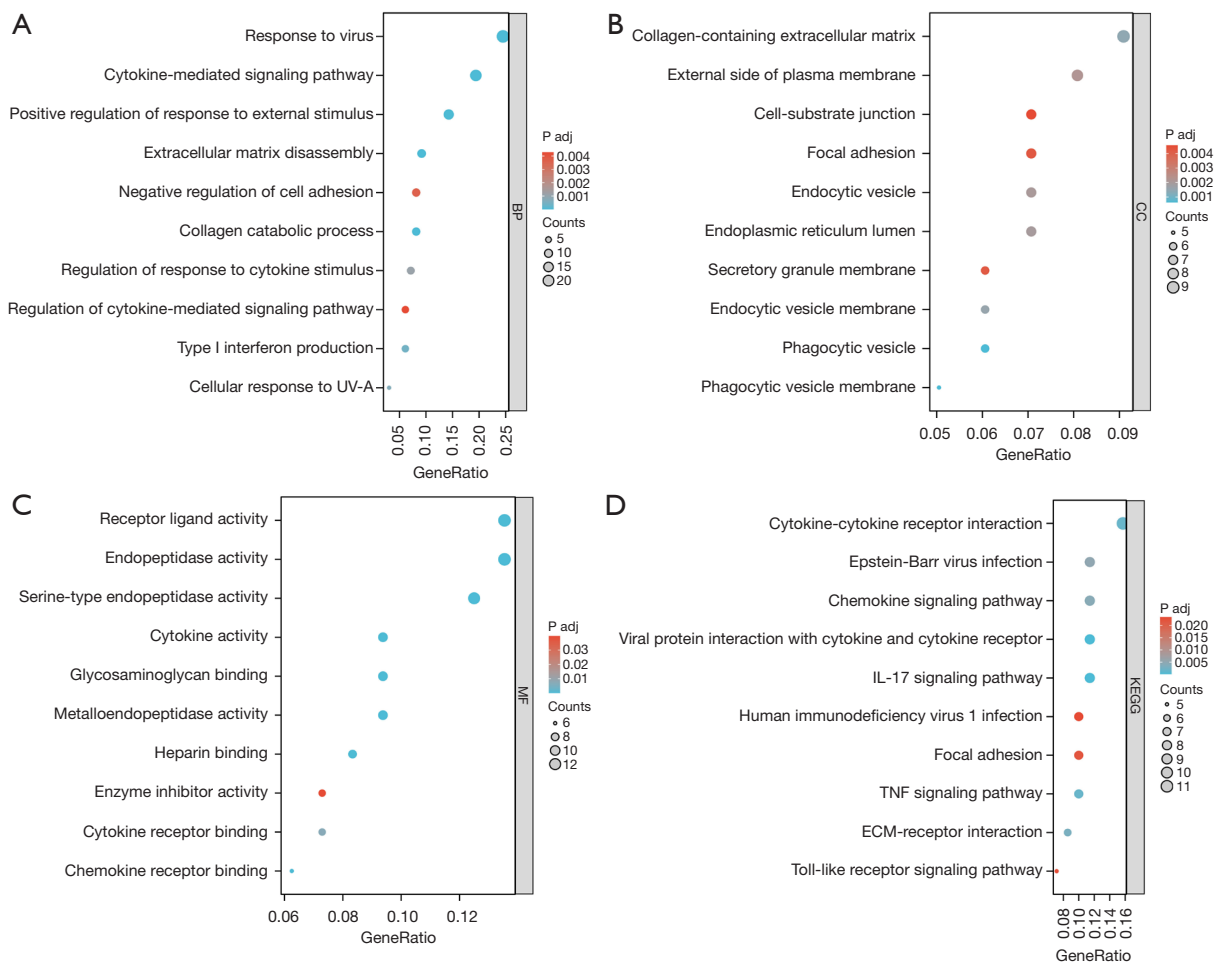 A
Response to virus
Cytokine-mediated signaling pathway
Positive regulation of response to external stimulus
Extracellular matrix disassembly
Negative regulation of cell adhesion
Collagen catabolic process
Regulation of response to cytokine stimulus
Regulation of cytokine-mediated signaling pathway
Type I interferon production
Cellular response to UV-A
0.05 0.10 0.15 0.20 0.25
GeneRatio
BP
P adj
0.004
0.003
0.002
0.001
Counts
5
10
15
20
B
Collagen-containing extracellular matrix
External side of plasma membrane
Cell-substrate junction
Focal adhesion
Endocytic vesicle
Endoplasmic reticulum lumen
Secretory granule membrane
Endocytic vesicle membrane
Phagocytic vesicle
Phagocytic vesicle membrane
0.05 0.06 0.07 0.08 0.09
GeneRatio
CC
P adj
0.004
0.003
0.002
0.001
Counts
5
6
7
8
9
C
Receptor ligand activity
Endopeptidase activity
Serine-type endopeptidase activity
Cytokine activity
Glycosaminoglycan binding
Metalloendopeptidase activity
Heparin binding
Enzyme inhibitor activity
Cytokine receptor binding
Chemokine receptor binding
0.06 0.08 0.10 0.12
GeneRatio
MF
P adj
0.03
0.02
0.01
Counts
6
8
10
12
D
Cytokine-cytokine receptor interaction
Epstein-Barr virus infection
Chemokine signaling pathway
Viral protein interaction with cytokine and cytokine receptor
IL-17 signaling pathway
Human immunodeficiency virus 1 infection
Focal adhesion
TNF signaling pathway
ECM-receptor interaction
Toll-like receptor signaling pathway
0.08 0.10 0.12 0.14 0.16
GeneRatio
KEGG
P adj
0.020
0.015
0.010
0.005
Counts
5
6
7
8
9
10
11